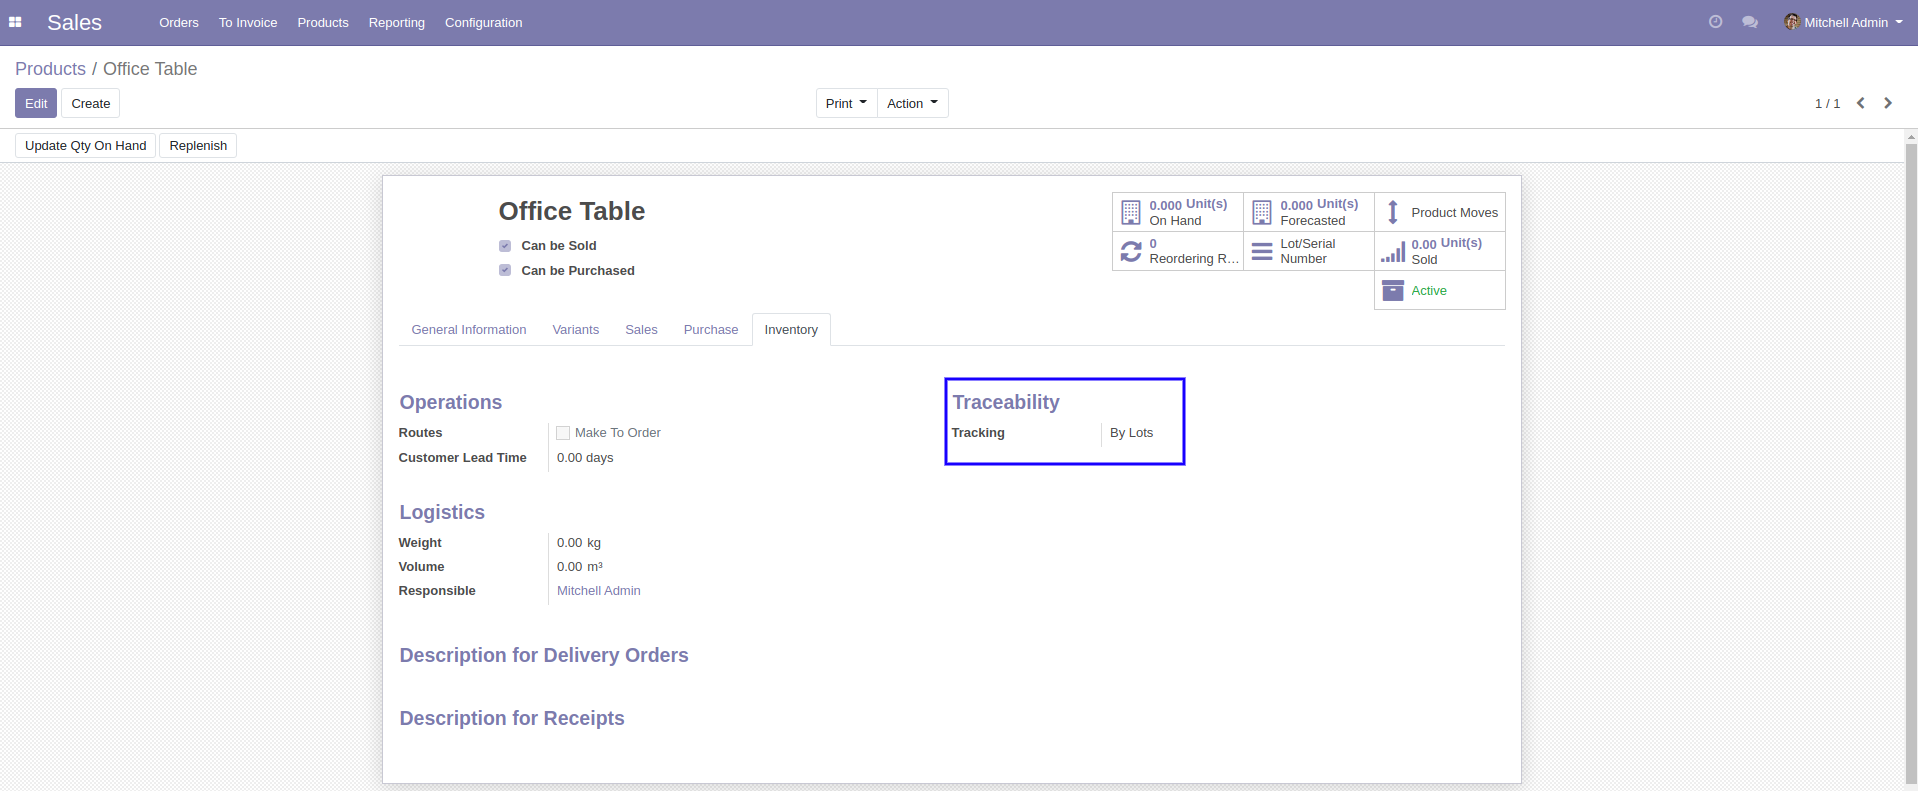 Sales Orders To Invoice Products Reporting Configuration Mitchell Admin
Products / Office Table
Edit Create Print Action 1 / 1
Update Qty On Hand Replenish
Office Table
Can be Sold
Can be Purchased
0.000 Unit(s)
On Hand
0.000 Unit(s)
Forecasted
Product Moves
0
Reordering R...
Lot/Serial
Number
0.00 Unit(s)
Sold
Active
General Information Variants Sales Purchase Inventory
Operations
Routes Make To Order
Customer Lead Time 0.00 days
Traceability
Tracking By Lots
Logistics
Weight 0.00 kg
Volume 0.00 m³
Responsible Mitchell Admin
Description for Delivery Orders
Description for Receipts